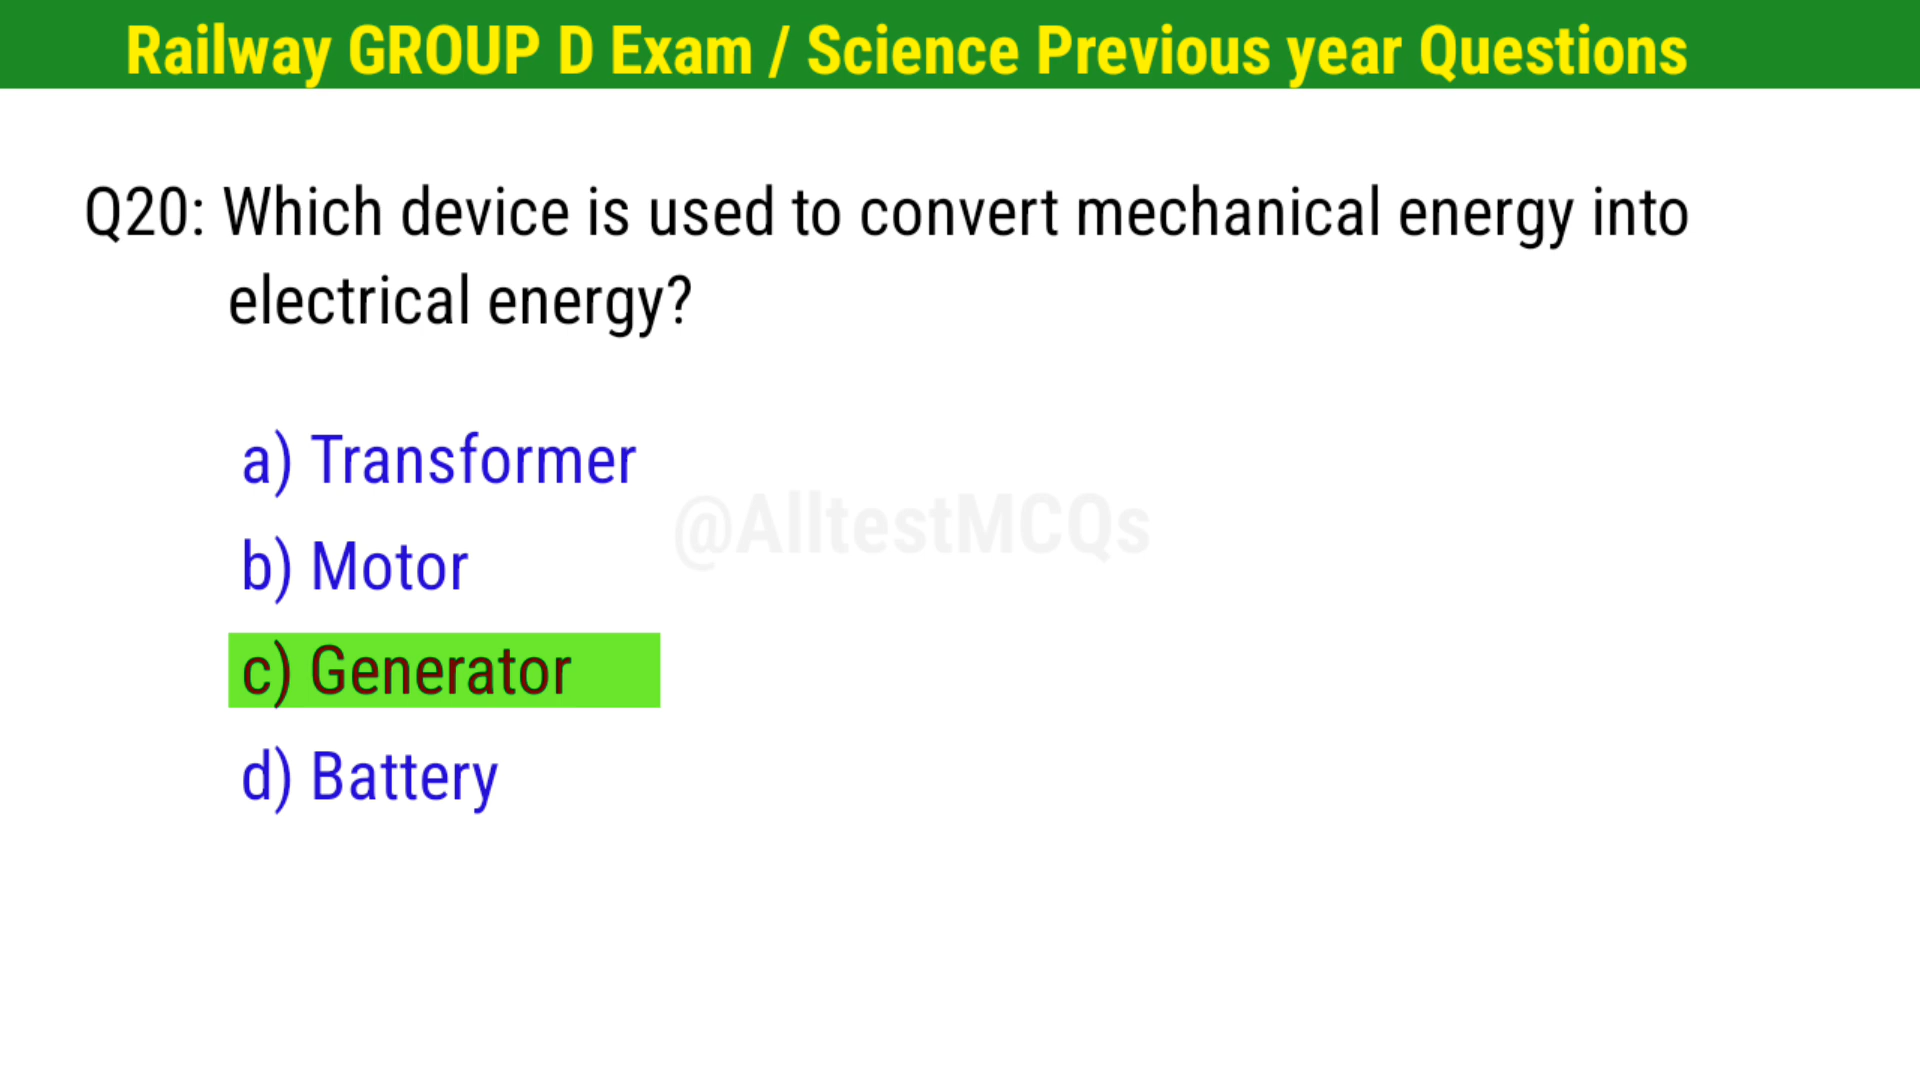 Railway GROUP D Exam / Science Previous year Questions
Q20: Which device is used to convert mechanical energy into
electrical energy?
a) Transformer
@AlltestMCQs
b) Motor
c) Generator
d) Battery